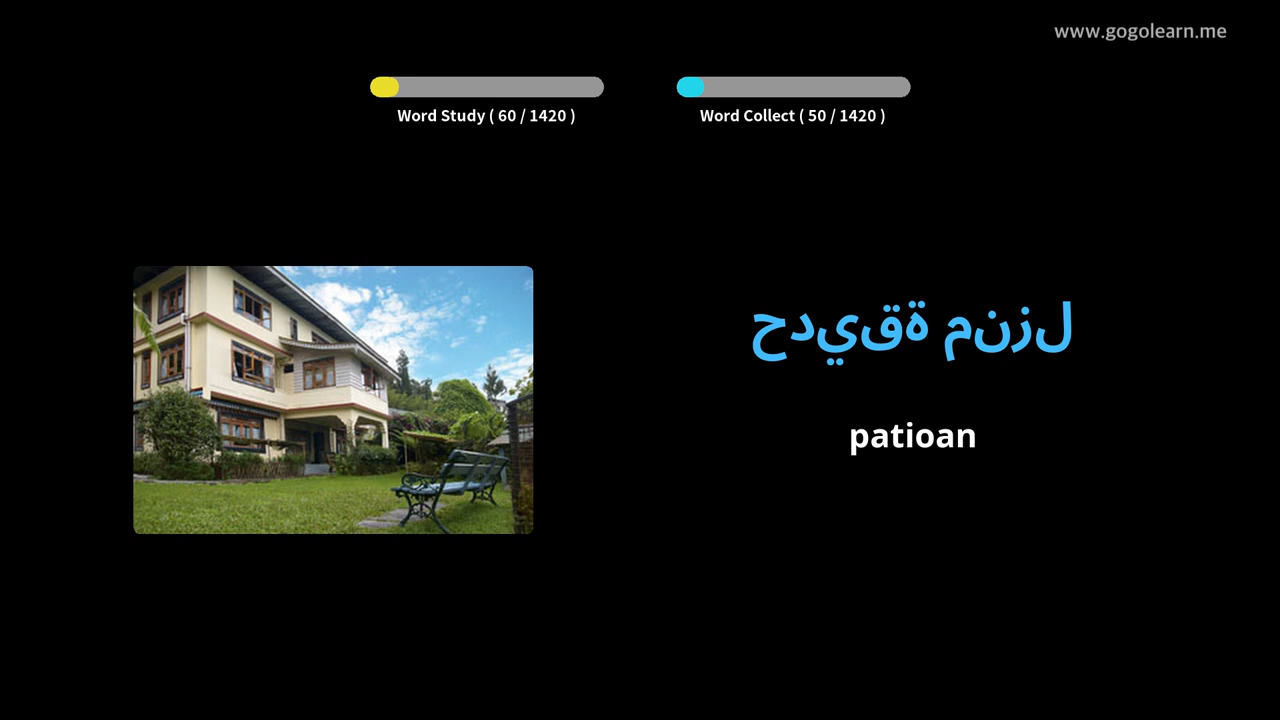 www.gogolearn.me
Word Study ( 60 / 1420 )
Word Collect ( 50 / 1420 )
حديقة منزل
patioan